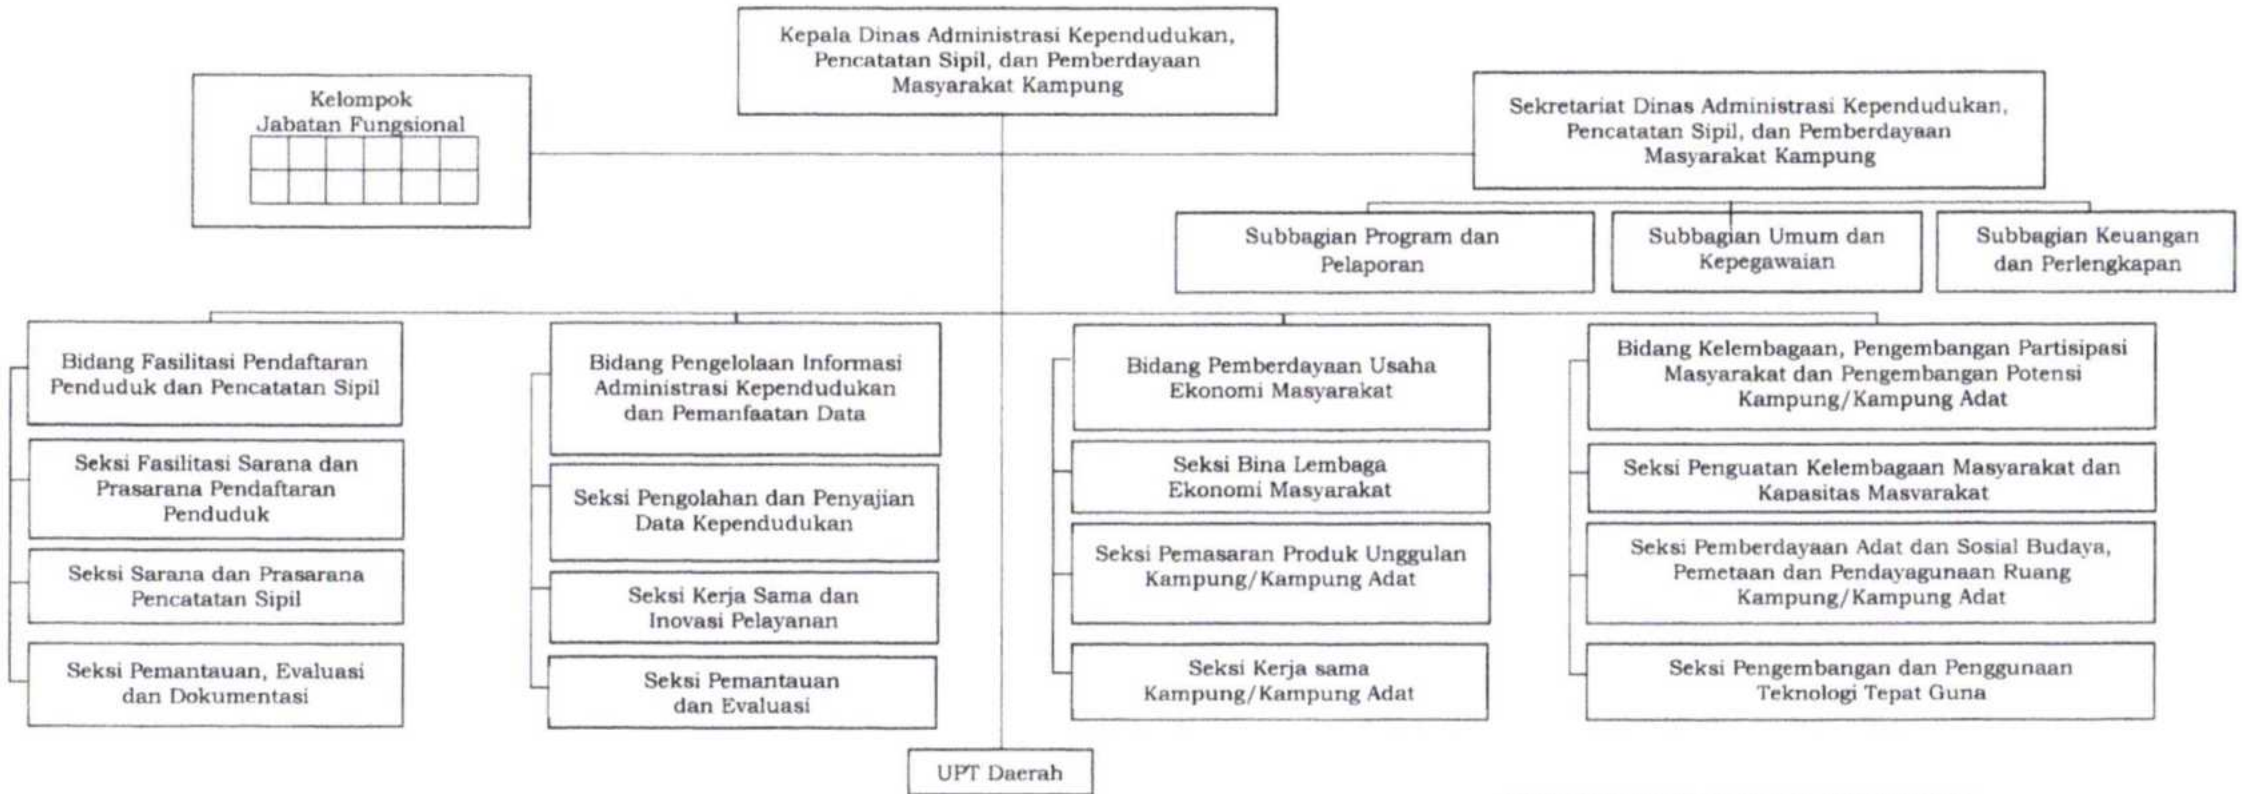 Kepala Dinas Administrasi Kependudukan,
Pencatatan Sipil, dan Pemberdayaan
Masyarakat Kampung
Kelompok
Jabatan Fungsional
Sekretariat Dinas Administrasi Kependudukan,
Pencatatan Sipil, dan Pemberdayaan
Masyarakat Kampung
Subbagian Program dan
Pelaporan
Subbagian Umum dan
Kepegawaian
Subbagian Keuangan
dan Perlengkapan
Bidang Fasilitasi Pendaftaran
Penduduk dan Pencatatan Sipil
Seksi Fasilitasi Sarana dan
Prasarana Pendaftaran
Penduduk
Seksi Sarana dan Prasarana
Pencatatan Sipil
Seksi Pemantauan, Evaluasi
dan Dokumentasi
Bidang Pengelolaan Informasi
Administrasi Kependudukan
dan Pemanfaatan Data
Seksi Pengolahan dan Penyajian
Data Kependudukan
Seksi Kerja Sama dan
Inovasi Pelayanan
Seksi Pemantauan
dan Evaluasi
Bidang Pemberdayaan Usaha
Ekonomi Masyarakat
Seksi Bina Lembaga
Ekonomi Masyarakat
Seksi Pemasaran Produk Unggulan
Kampung/Kampung Adat
Seksi Kerja sama
Kampung/Kampung Adat
Bidang Kelembagaan, Pengembangan Partisipasi
Masyarakat dan Pengembangan Potensi
Kampung/Kampung Adat
Seksi Penguatan Kelembagaan Masyarakat dan
Kapasitas Masyarakat
Seksi Pemberdayaan Adat dan Sosial Budaya,
Pemetaan dan Pendayagunaan Ruang
Kampung/Kampung Adat
Seksi Pengembangan dan Penggunaan
Teknologi Tepat Guna
UPT Daerah